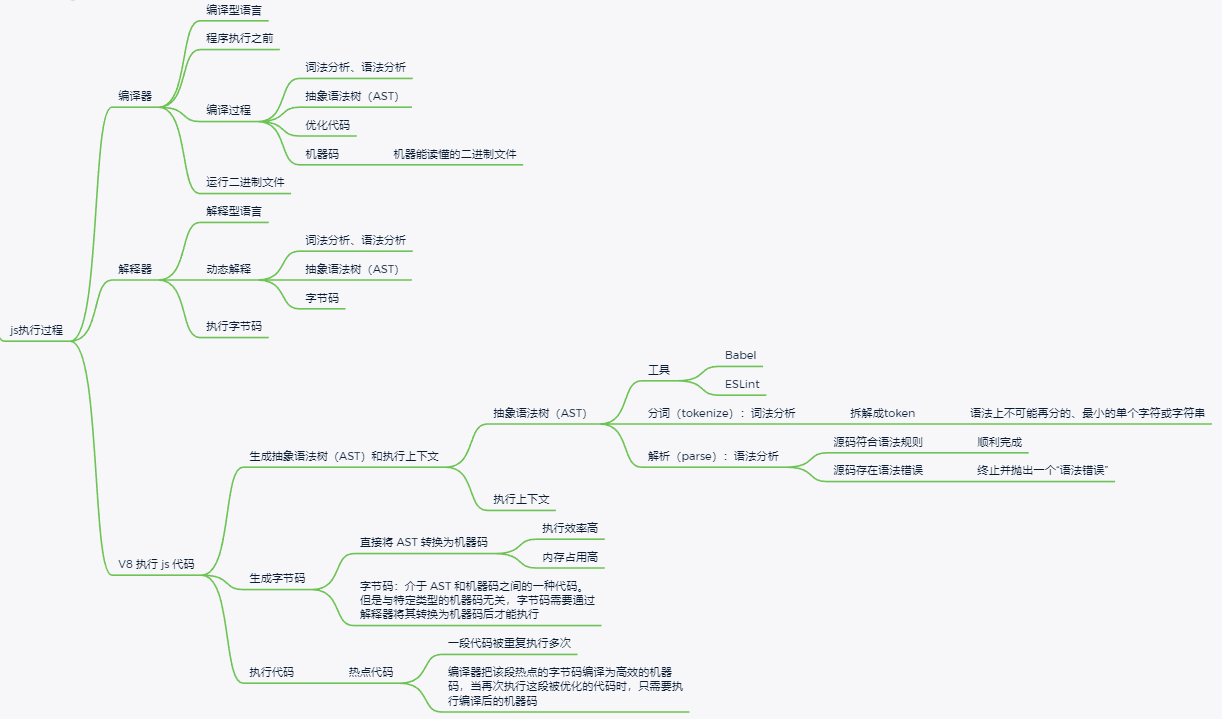 js执行过程
编译器
编译型语言
程序执行之前
编译过程
词法分析、语法分析
抽象语法树（AST）
优化代码
机器码
机器能读懂的二进制文件
运行二进制文件
解释器
解释型语言
动态解释
词法分析、语法分析
抽象语法树（AST）
字节码
执行字节码
V8 执行 js 代码
生成抽象语法树（AST）和执行上下文
抽象语法树（AST）
工具
Babel
ESLint
分词（tokenize）：词法分析
拆解成token
语法上不可能再分的、最小的单个字符或字符串
解析（parse）：语法分析
源码符合语法规则
顺利完成
源码存在语法错误
终止并抛出一个“语法错误”
执行上下文
生成字节码
直接将 AST 转换为机器码
执行效率高
内存占用高
字节码：介于 AST 和机器码之间的一种代码。
但是与特定类型的机器码无关，字节码需要通过
解释器将其转换为机器码后才能执行
执行代码
热点代码
一段代码被重复执行多次
编译器把该段热点的字节码编译为高效的机器
码，当再次执行这段被优化的代码时，只需要执
行编译后的机器码